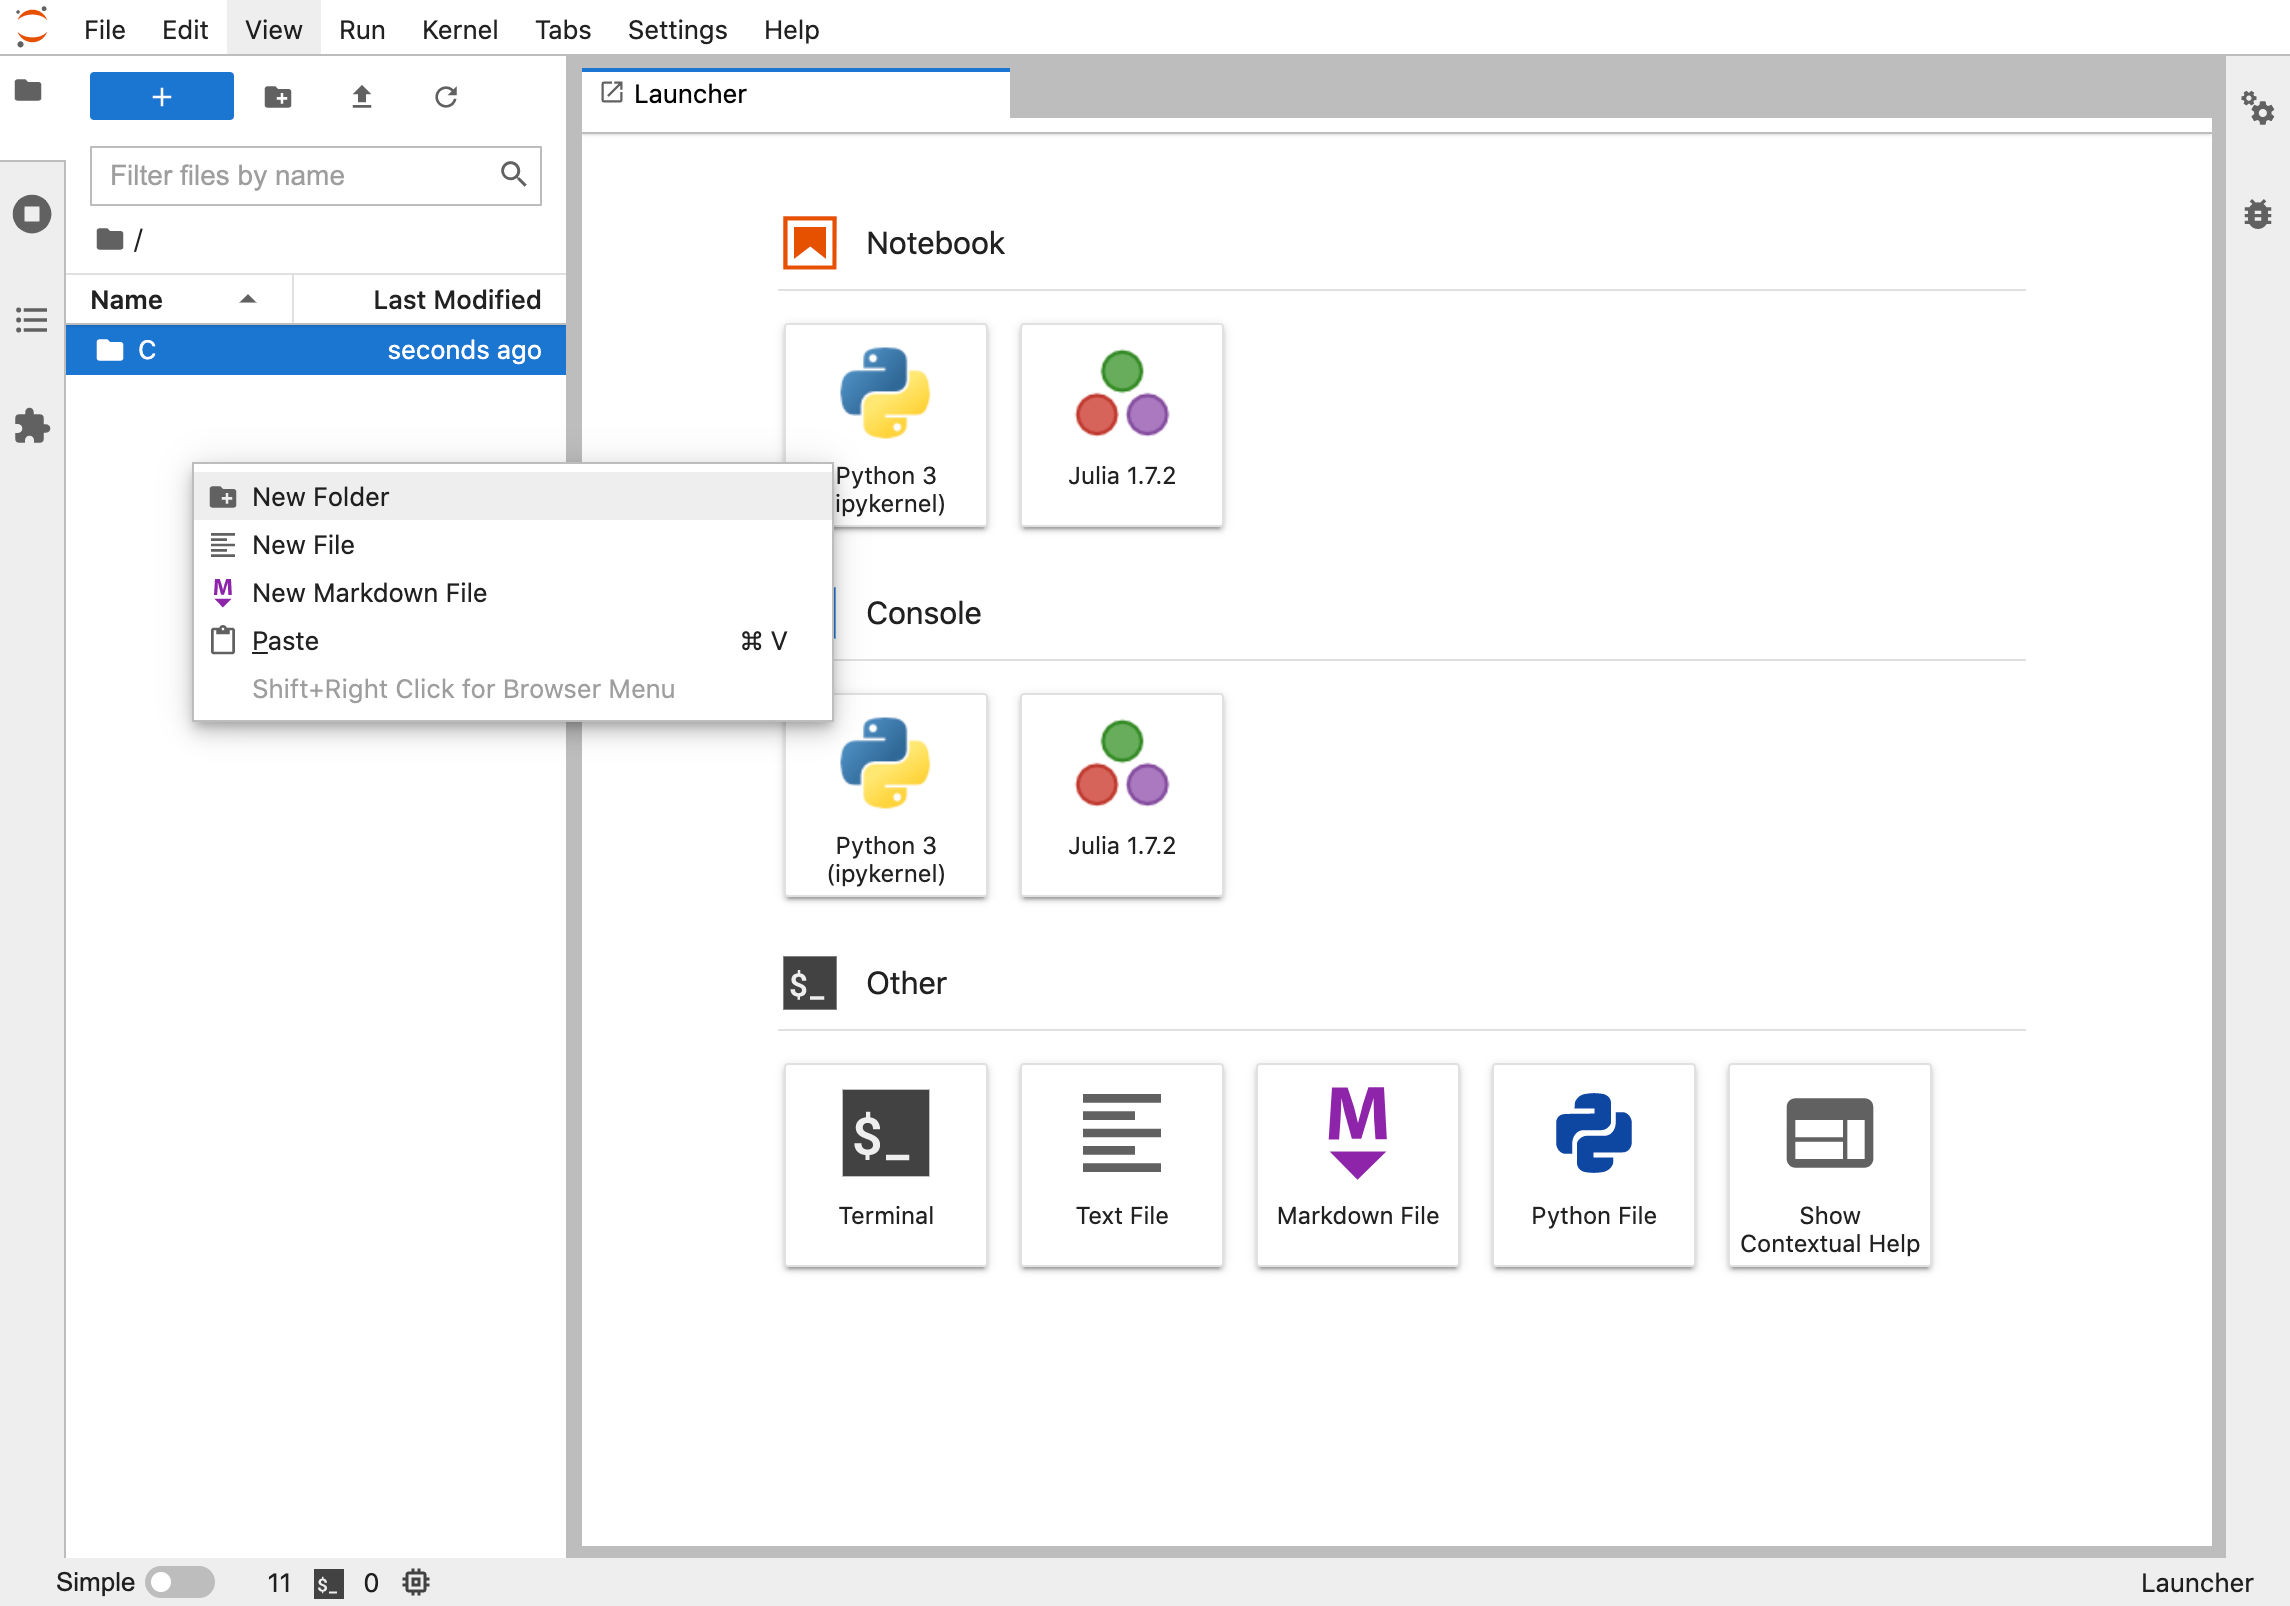 File Edit View Run Kernel Tabs Settings Help
+
Launcher
Filter files by name
/
Name Last Modified
C seconds ago
Notebook
Python 3
ipykernel)
Julia 1.7.2
New Folder
New File
New Markdown File
Paste ⌘ V
Shift+Right Click for Browser Menu
Console
Python 3
(ipykernel)
Julia 1.7.2
$_ Other
$_
Terminal
Text File
M
Markdown File
Python File
Show
Contextual Help
Simple 11 $_ 0 Launcher